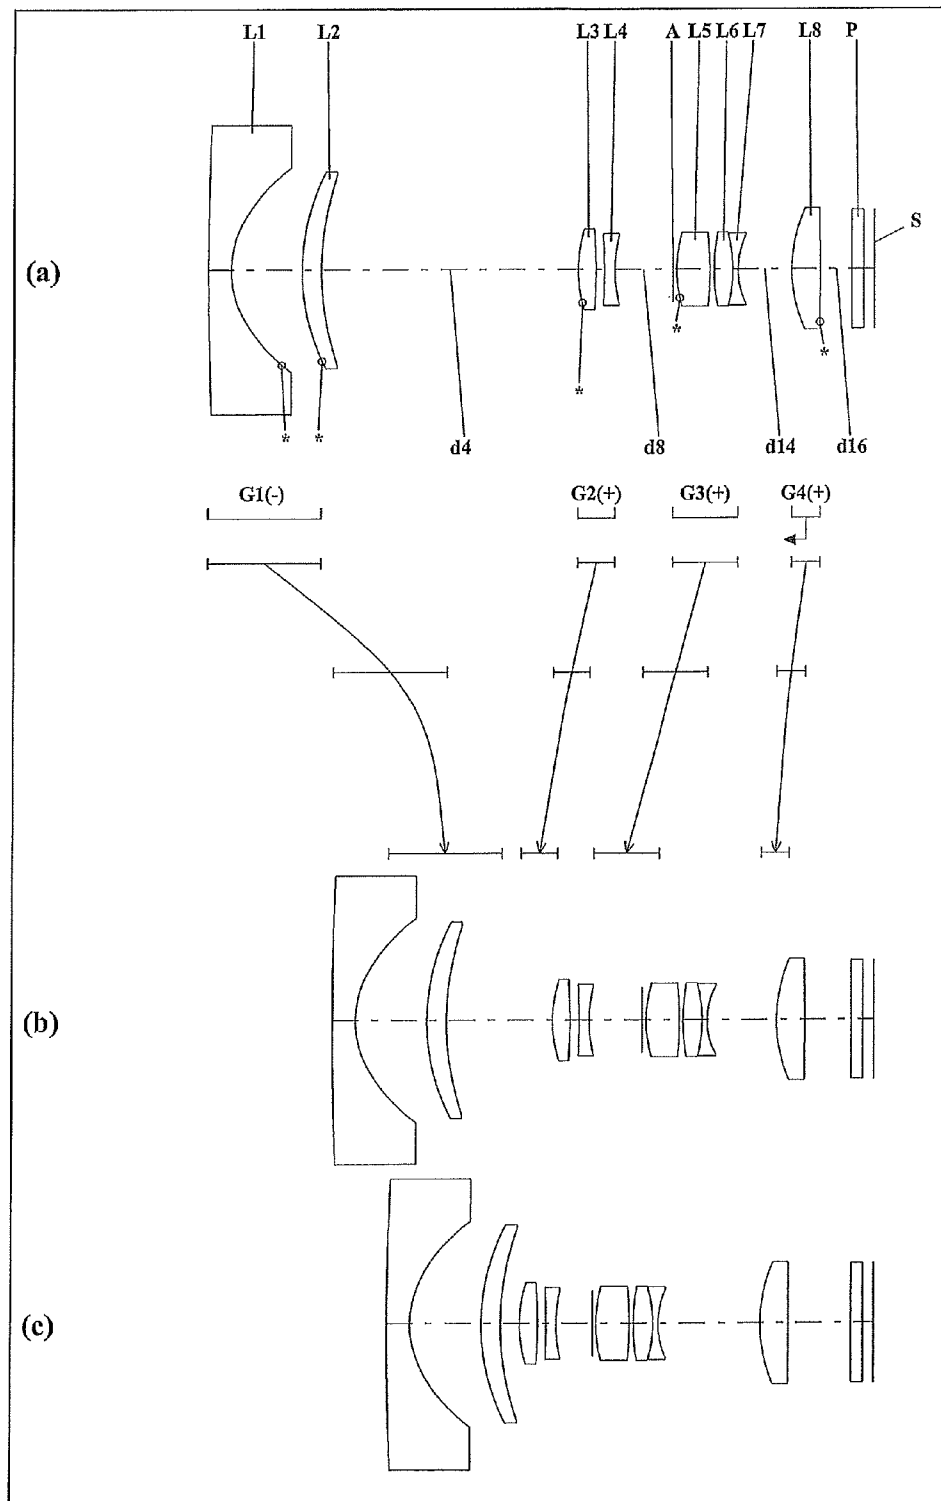 L1 L2 L3 L4 A L5 L6 L7 L8 P
S
(a)
*
*
*
* *
d4 d8 d14 d16
G1(-) G2(+) G3(+) G4(+)
(b)
(c)